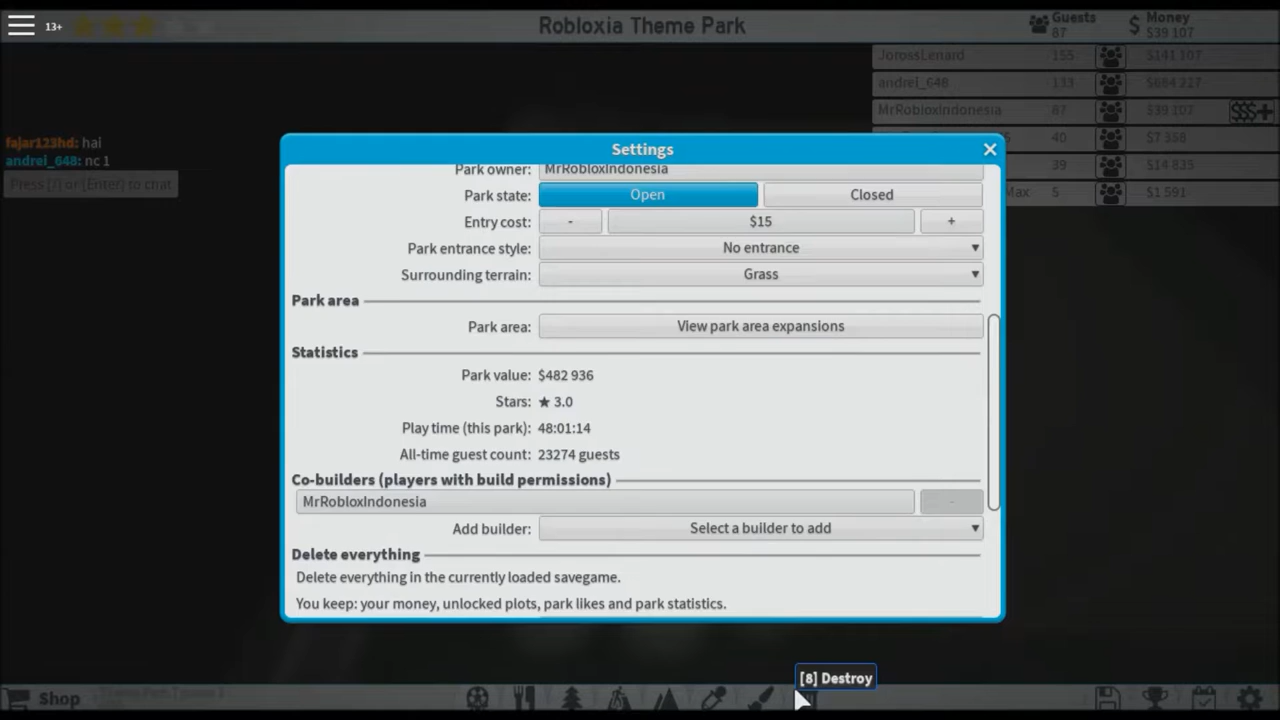 13+
Robloxia Theme Park
Guests
87
Money
$39 107
JorossLenard 155 $141 107
andrei_648 133 $664 227
MrRobloxIndonesia 87 $39 107 $$$+
40 $7 358
39 $14 835
Max 5 $1 591
fajar123hd: hai
andrei_648: nc 1
Press [/] or [Enter] to chat
Settings
Park owner: MrRobloxIndonesia
Park state: Open Closed
Entry cost: - $15 +
Park entrance style: No entrance
Surrounding terrain: Grass
Park area
Park area: View park area expansions
Statistics
Park value: $482 936
Stars: ★ 3.0
Play time (this park): 48:01:14
All-time guest count: 23274 guests
Co-builders (players with build permissions)
MrRobloxIndonesia -
Add builder: Select a builder to add
Delete everything
Delete everything in the currently loaded savegame.
You keep: your money, unlocked plots, park likes and park statistics.
[8] Destroy
Shop